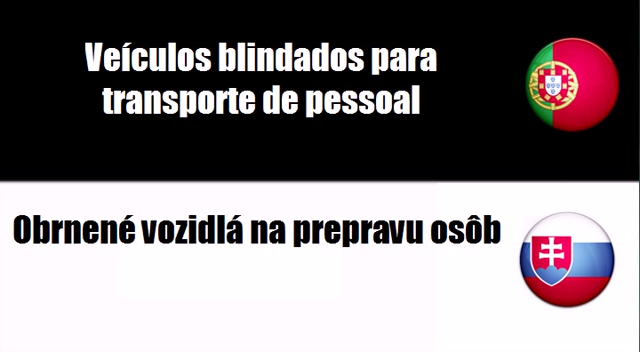 Veículos blindados para
transporte de pessoal
Obrnené vozidlá na prepravu osôb